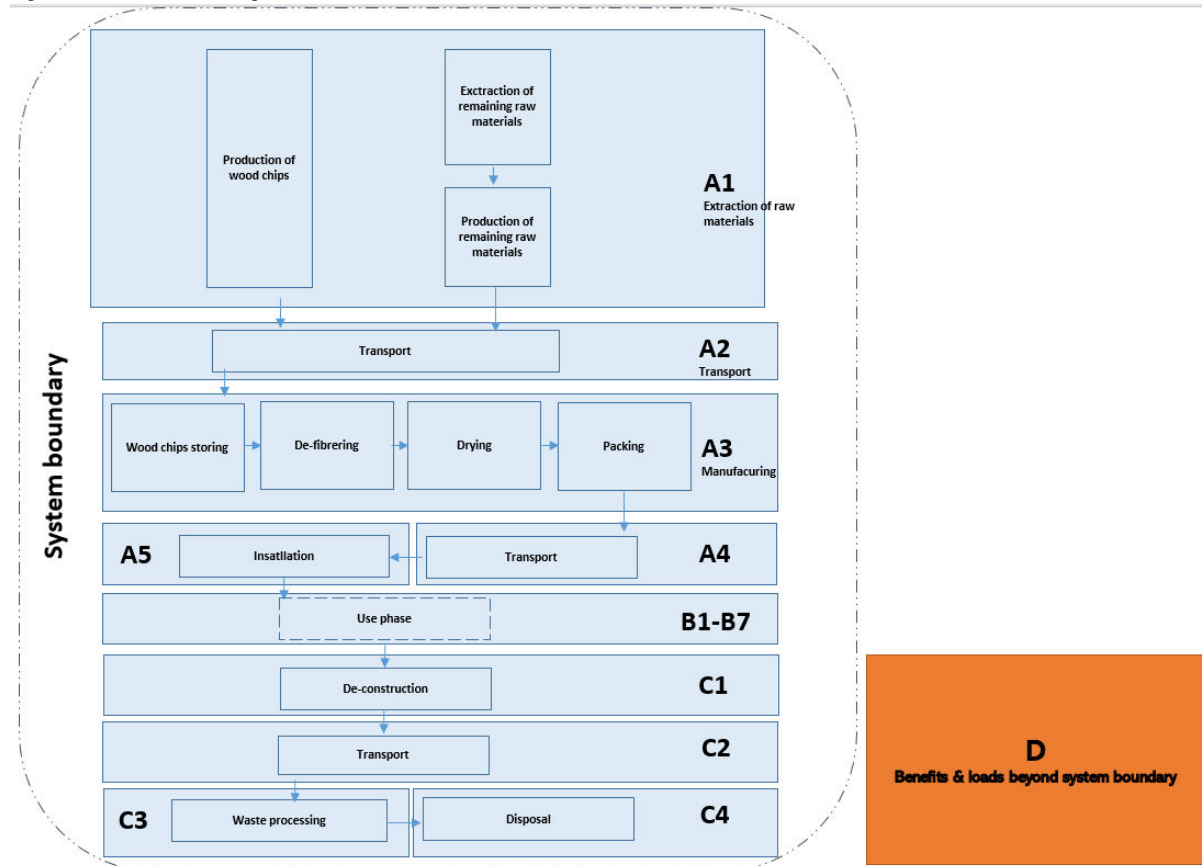 System boundary
Production of
wood chips
Exctraction of
remaining raw
materials
Production of
remaining raw
materials
A1
Extraction of raw
materials
Transport
A2
Transport
Wood chips storing
De-fibrering
Drying
Packing
A3
Manufacuring
A5
Insatllation
Transport
A4
Use phase
B1-B7
De-construction
C1
Transport
C2
C3
Waste processing
Disposal
C4
D
Benefits & loads beyond system boundary